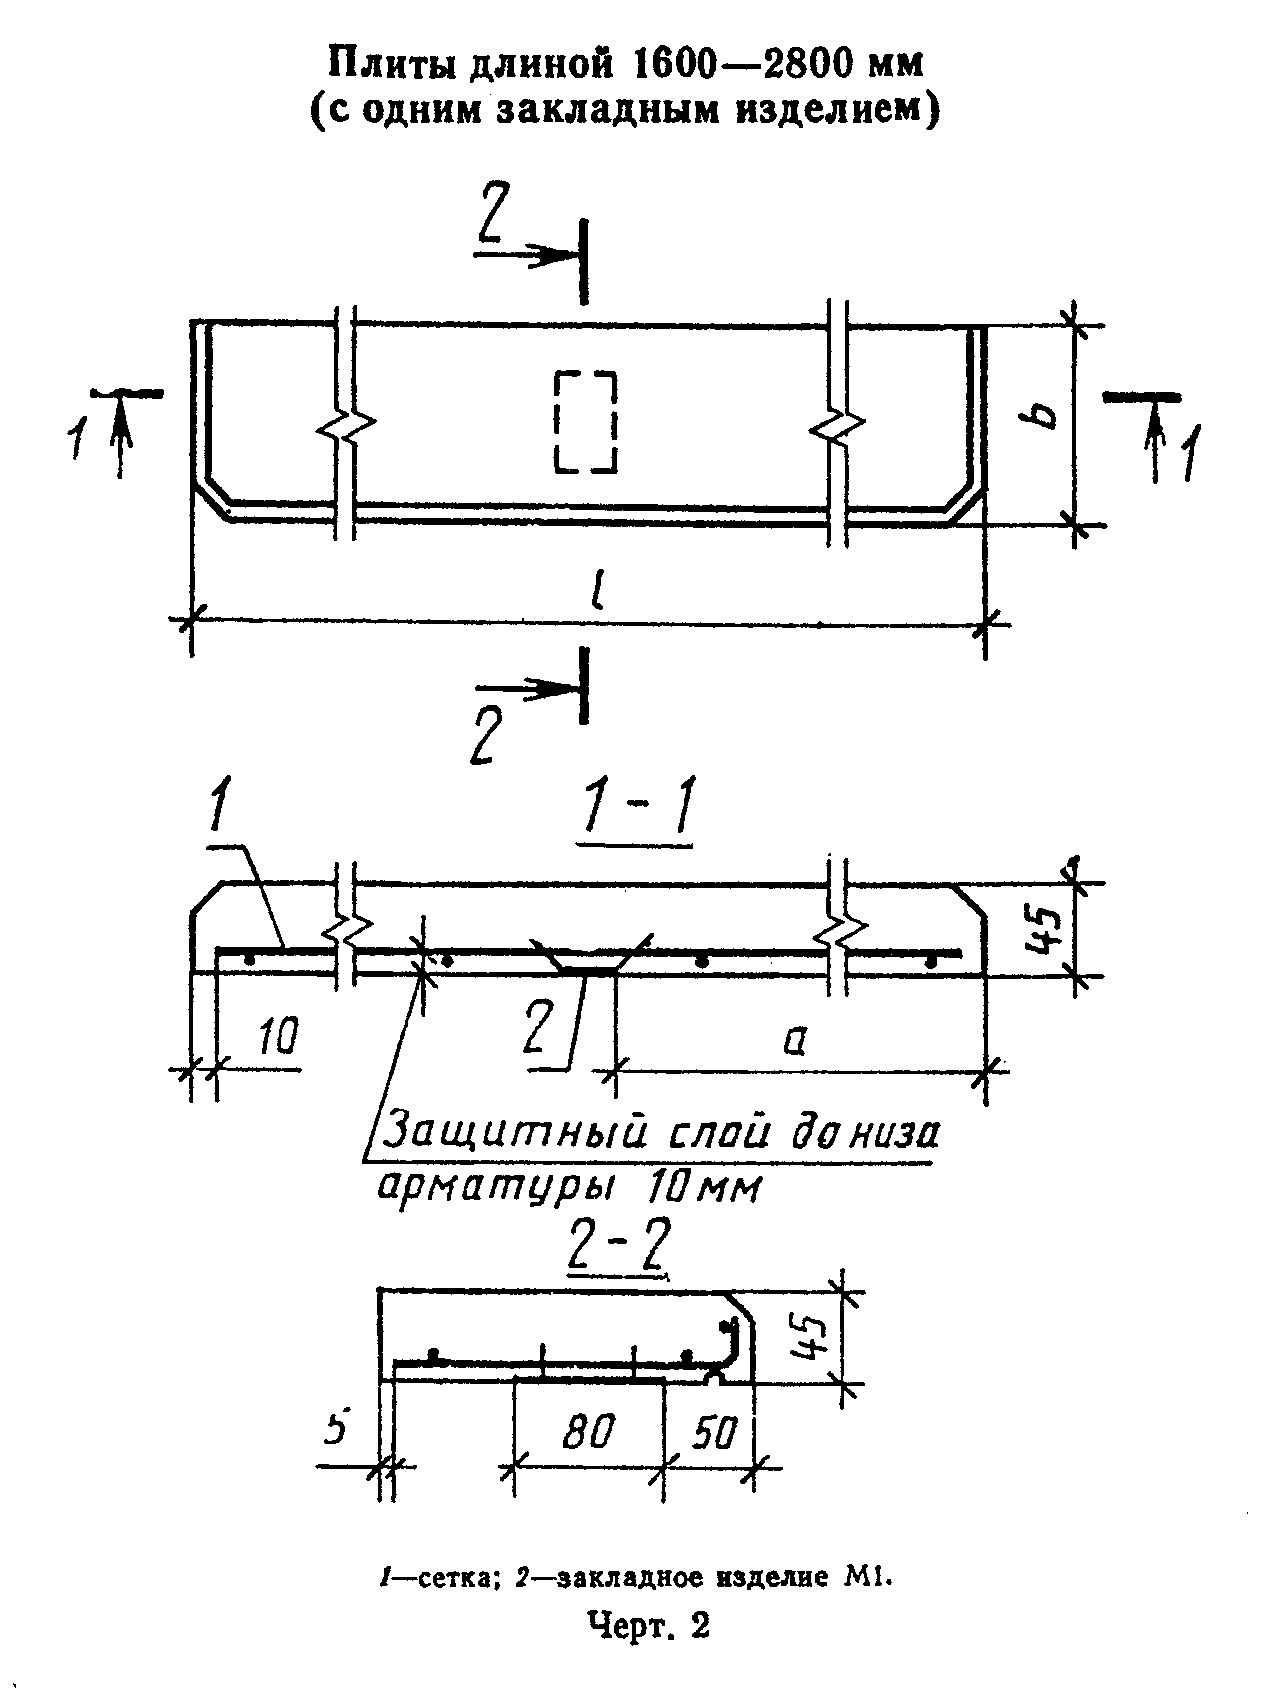 Плиты длиной 1600—2800 мм
(с одним закладным изделием)
2
1
b
1
l
2
1
1-1
45
10
2
a
Защитный слой до низа
арматуры 10мм
2-2
45
5
80
50
1—сетка; 2—закладное изделие М1.
Черт. 2